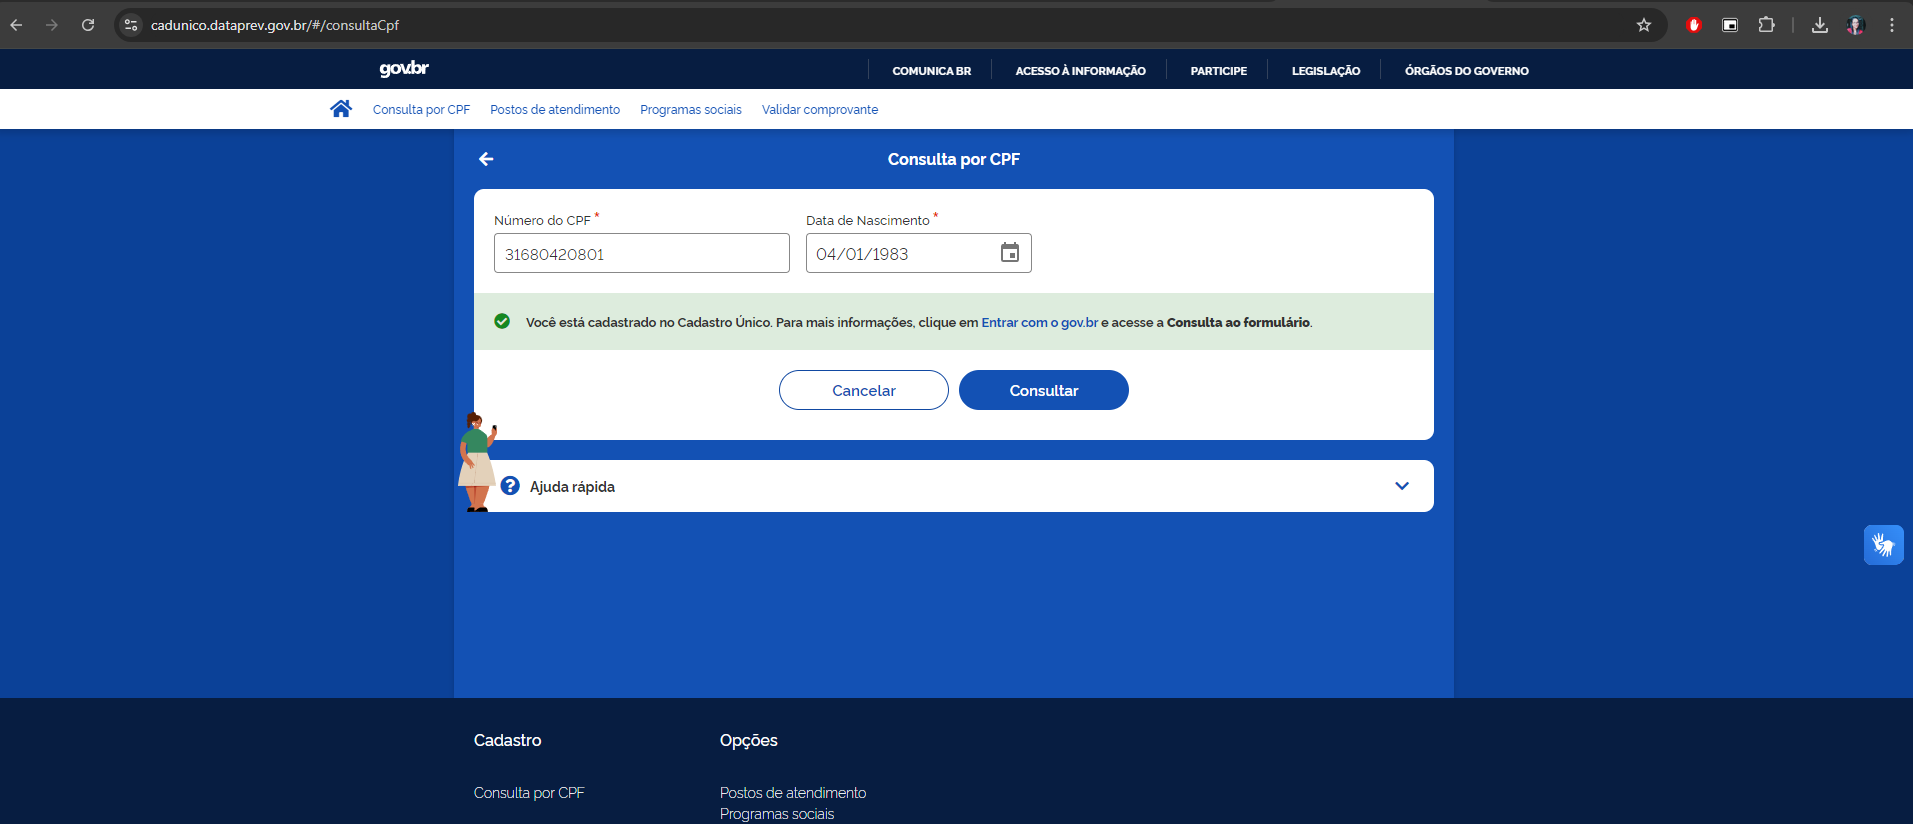 cadunico.dataprev.gov.br/#/consultaCpf
gov.br
COMUNICA BR
ACESSO À INFORMAÇÃO
PARTICIPE
LEGISLAÇÃO
ÓRGÃOS DO GOVERNO
Consulta por CPF
Postos de atendimento
Programas sociais
Validar comprovante
Consulta por CPF
Número do CPF *
Data de Nascimento *
31680420801
04/01/1983
Você está cadastrado no Cadastro Único. Para mais informações, clique em Entrar com o gov.br e acesse a Consulta ao formulário.
Cancelar
Consultar
? Ajuda rápida
Cadastro
Opções
Consulta por CPF
Postos de atendimento
Programas sociais